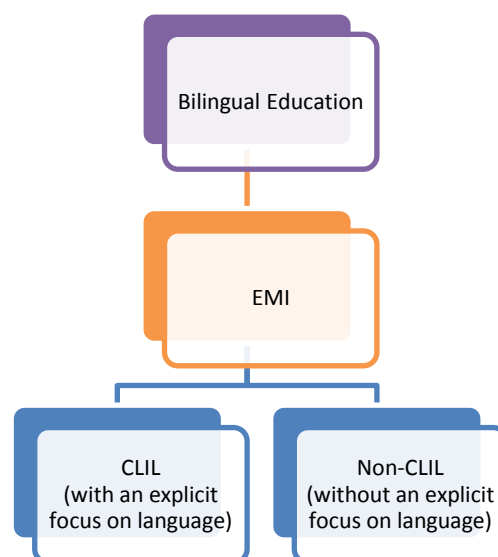 Bilingual Education
EMI
CLIL
(with an explicit
focus on language)
Non-CLIL
(without an explicit
focus on language)